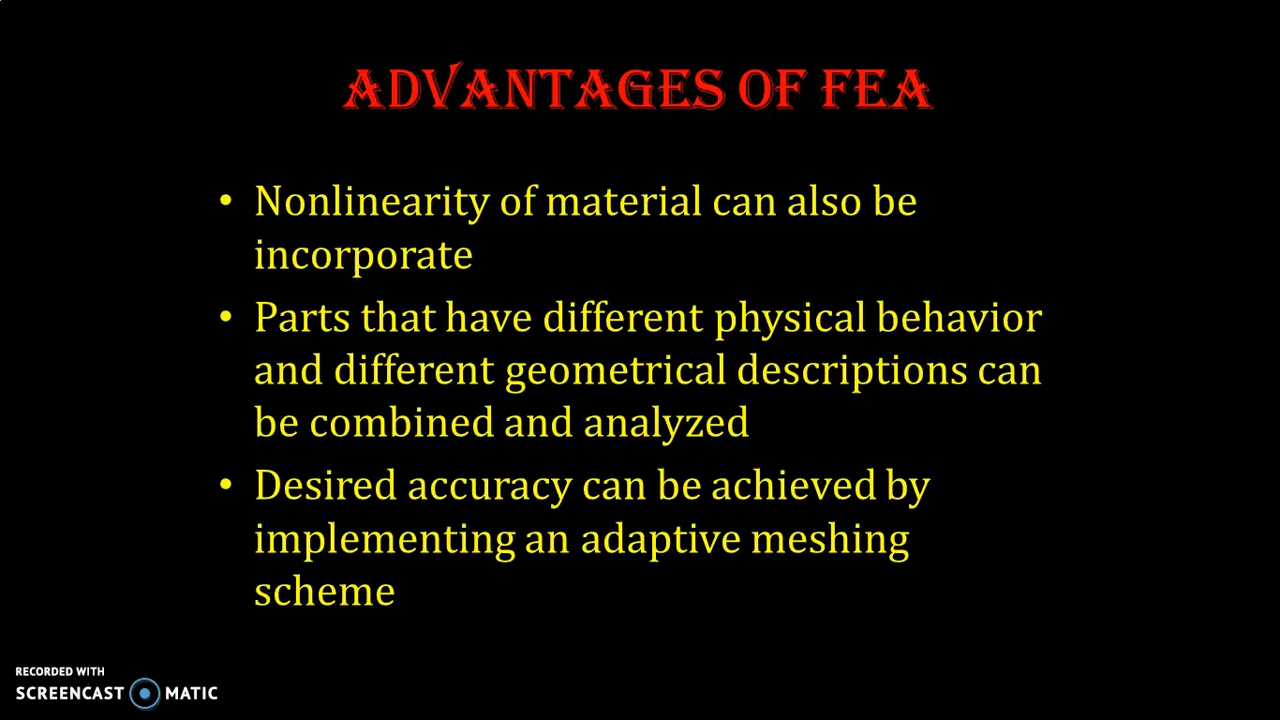 ADVANTAGES OF FEA
• Nonlinearity of material can also be
incorporate
• Parts that have different physical behavior
and different geometrical descriptions can
be combined and analyzed
• Desired accuracy can be achieved by
implementing an adaptive meshing
scheme
RECORDED WITH
SCREENCAST MATIC